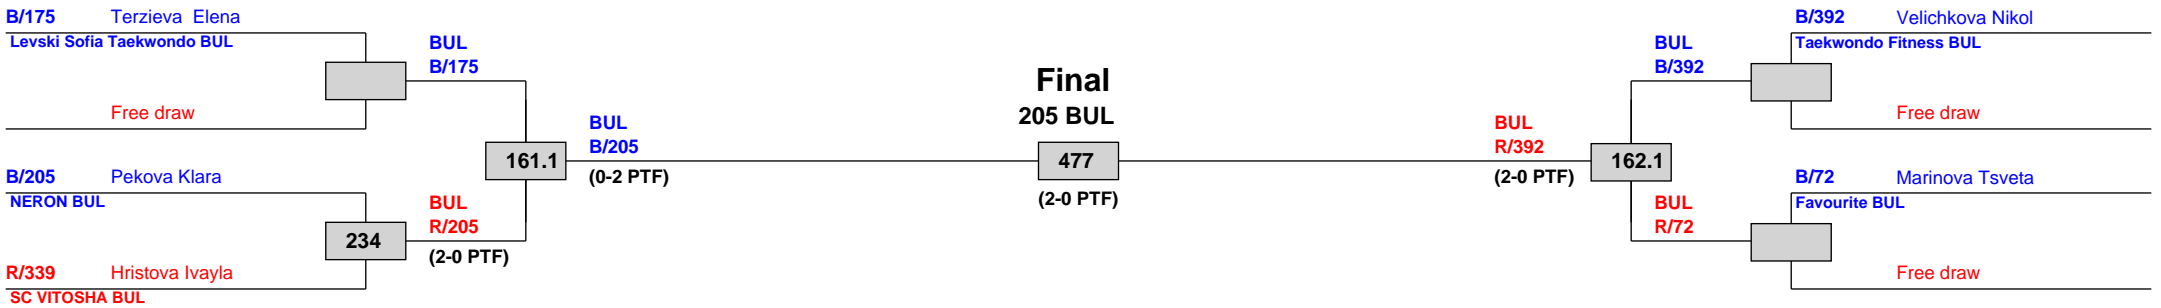 B/175 Terzieva Elena
Levski Sofia Taekwondo BUL
BUL
B/175
Free draw
161.1
BUL
B/205
(0-2 PTF)
B/205 Pekova Klara
NERON BUL
234
BUL
R/205
(2-0 PTF)
R/339 Hristova Ivayla
SC VITOSHA BUL
Final
205 BUL
477
(2-0 PTF)
B/392 Velichkova Nikol
Taekwondo Fitness BUL
BUL
B/392
Free draw
BUL
R/392
(2-0 PTF)
162.1
B/72 Marinova Tsveta
Favourite BUL
BUL
R/72
Free draw